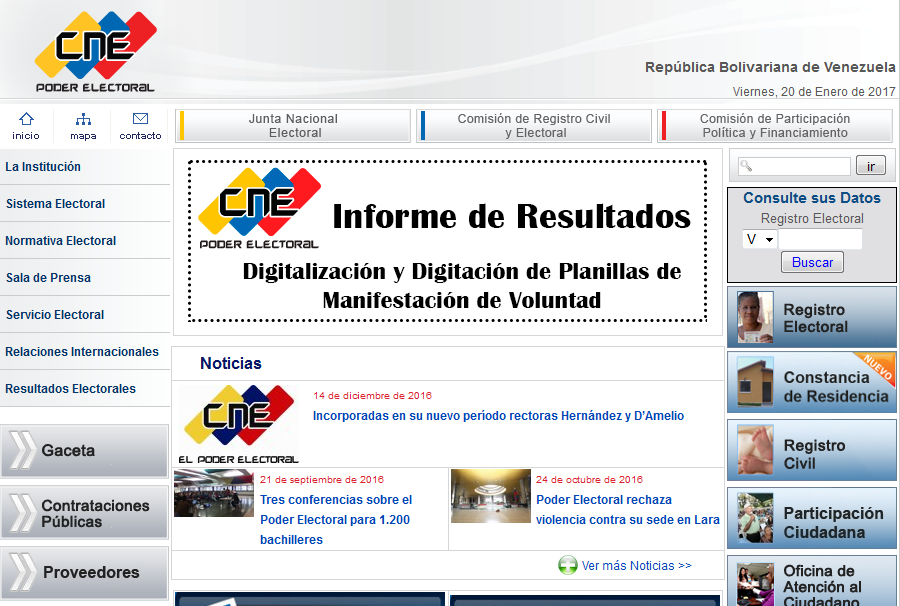 CNE
PODER ELECTORAL
República Bolivariana de Venezuela
Viernes, 20 de Enero de 2017
inicio
mapa
contacto
Junta Nacional
Electoral
Comisión de Registro Civil
y Electoral
Comisión de Participación
Política y Financiamiento
La Institución
Sistema Electoral
Normativa Electoral
Sala de Prensa
Servicio Electoral
Relaciones Internacionales
Resultados Electorales
Gaceta
Contrataciones
Públicas
Proveedores
CNE
PODER ELECTORAL
Informe de Resultados
Digitalización y Digitación de Planillas de
Manifestación de Voluntad
Noticias
CNE
EL PODER ELECTORAL
14 de diciembre de 2016
Incorporadas en su nuevo período rectoras Hernández y D'Amelio
21 de septiembre de 2016
Tres conferencias sobre el
Poder Electoral para 1.200
bachilleres
24 de octubre de 2016
Poder Electoral rechaza
violencia contra su sede en Lara
Ver más Noticias >>
ir
Consulte sus Datos
Registro Electoral
V
Buscar
Registro
Electoral
NUEVO
Constancia
de Residencia
Registro
Civil
Participación
Ciudadana
Oficina de
Atención al
Ciudadano